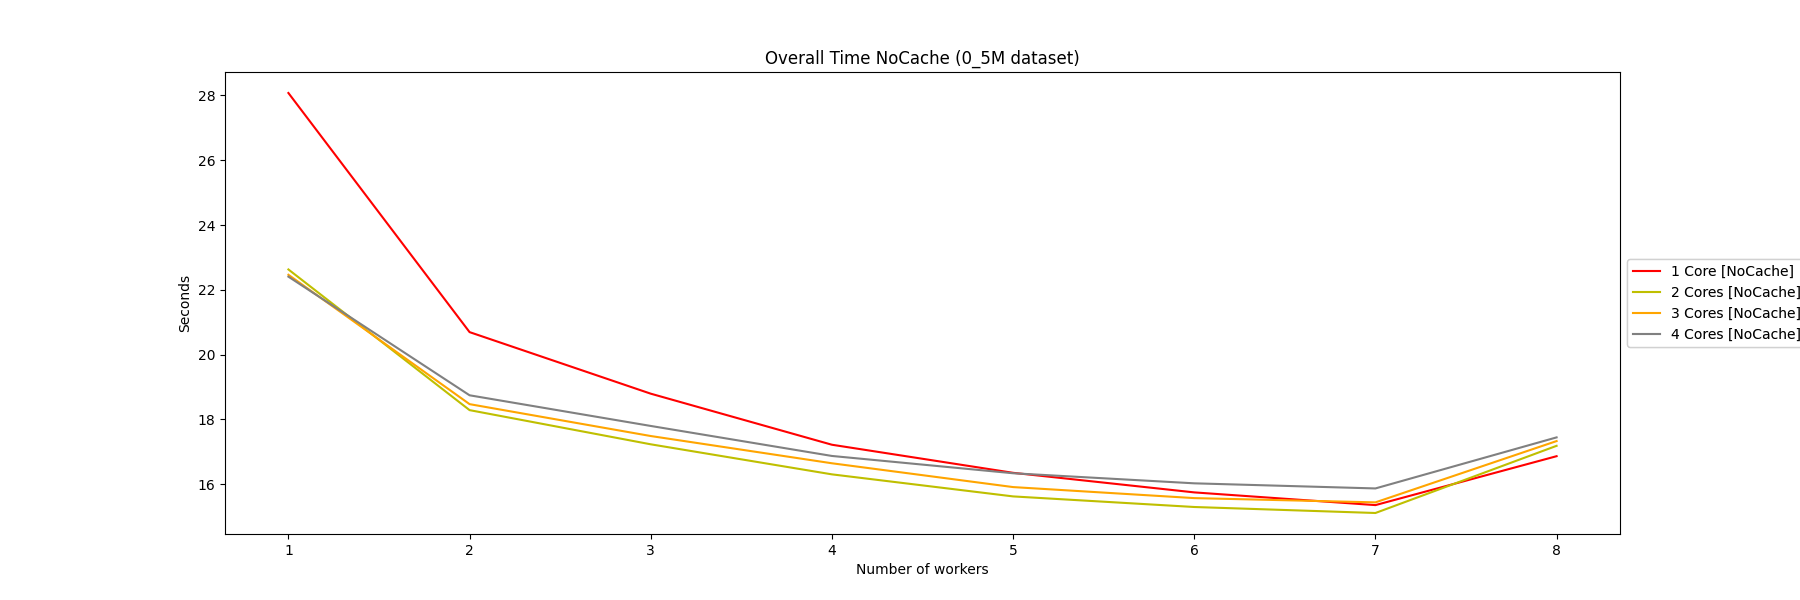 Overall Time NoCache (0_5M dataset)
Seconds
28
26
24
22
20
18
16
1 2 3 4 5 6 7 8
Number of workers
1 Core [NoCache]
2 Cores [NoCache]
3 Cores [NoCache]
4 Cores [NoCache]